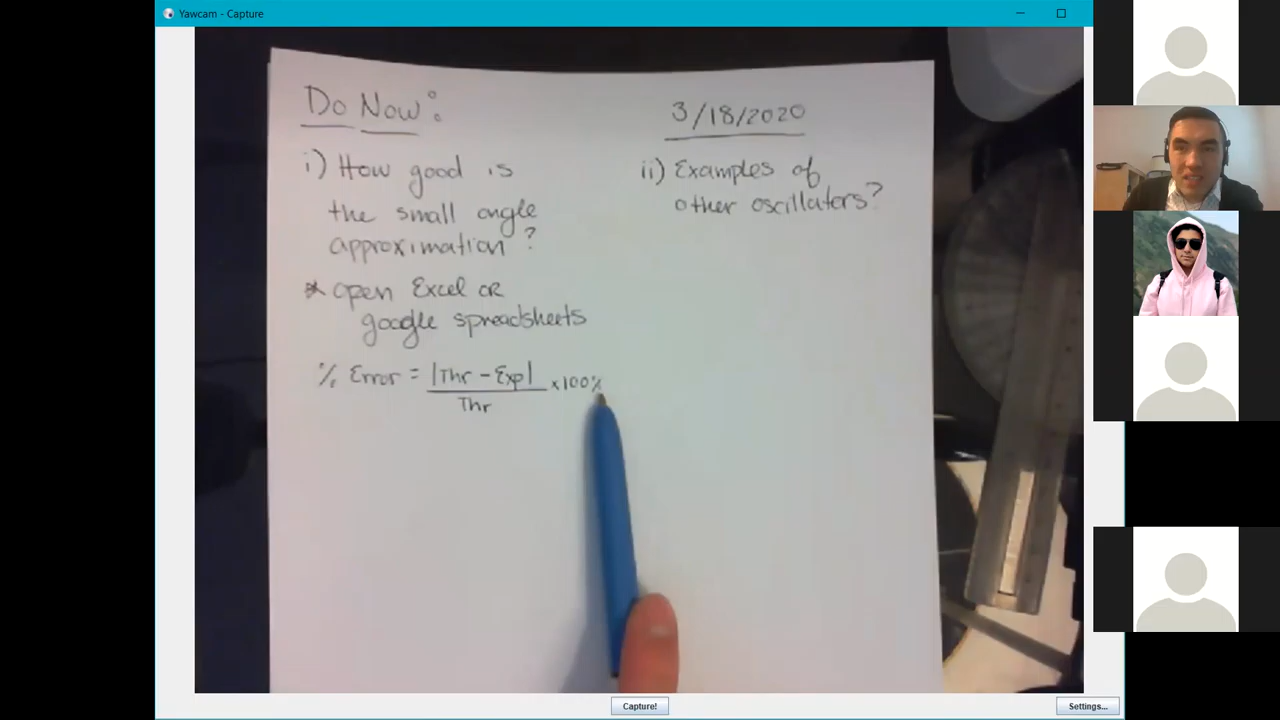 Yawcam - Capture
Do Now:
3/18/2020
i) How good is
the small angle
approximation?
* open Excel or
google spreadsheets
% Error = |Thr - Exp| / Thr x100%
ii) Examples of
other oscillators?
Capture!
Settings...